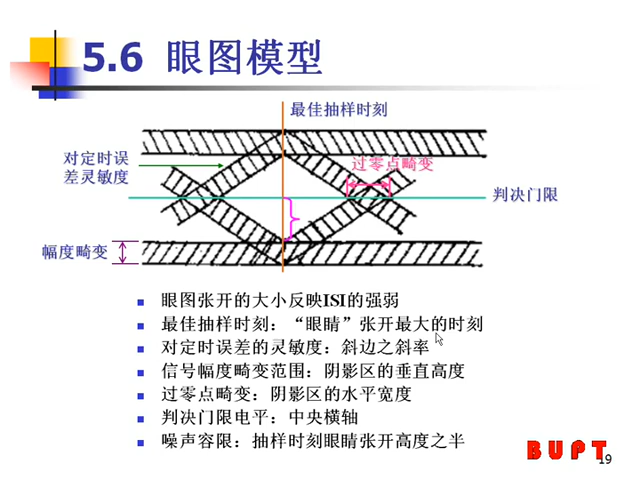 5.6 眼图模型
最佳抽样时刻
对定时误
差灵敏度
过零点畸变
判决门限
幅度畸变
眼图张开的大小反映ISI的强弱
最佳抽样时刻：“眼睛”张开最大的时刻
对定时误差的灵敏度：斜边之斜率
信号幅度畸变范围：阴影区的垂直高度
过零点畸变：阴影区的水平宽度
判决门限电平：中央横轴
噪声容限：抽样时刻眼睛张开高度之半
BUPT
19